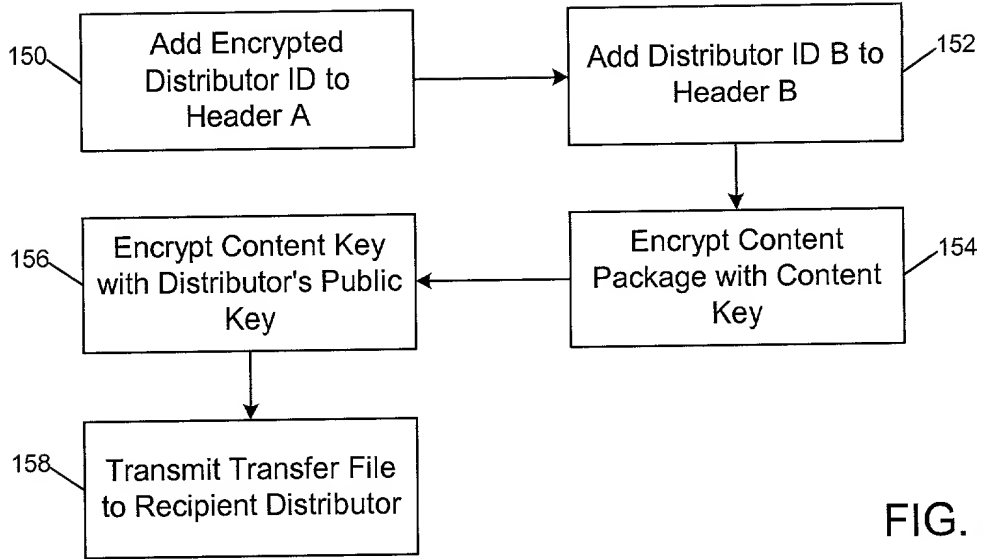 150
Add Encrypted
Distributor ID to
Header A
Add Distributor ID B to
Header B
152
156
Encrypt Content Key
with Distributor's Public
Key
Encrypt Content
Package with Content
Key
154
158
Transmit Transfer File
to Recipient Distributor
FIG.